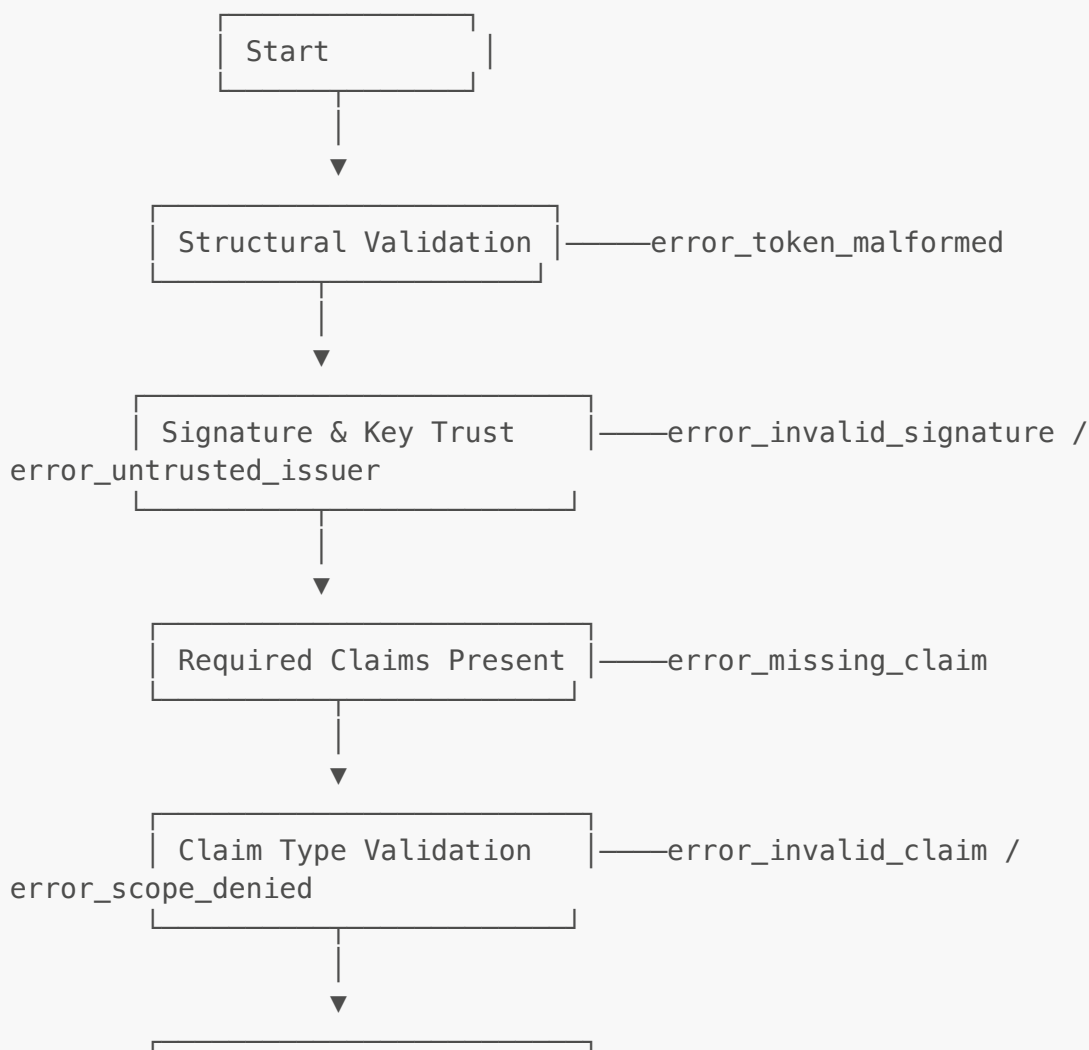 Start
Structural Validation error_token_malformed
Signature & Key Trust error_invalid_signature /
error_untrusted_issuer
Required Claims Present error_missing_claim
Claim Type Validation error_invalid_claim /
error_scope_denied